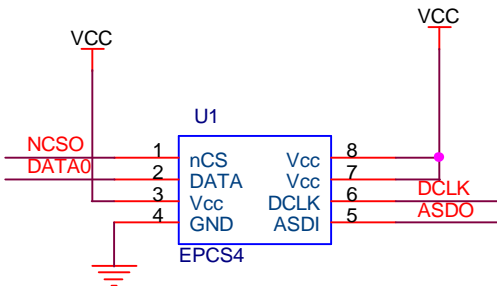 VCC
VCC
U1
NCSO 1 nCS Vcc 8
DATA0 2 DATA Vcc 7
3 Vcc DCLK 6 DCLK
4 GND ASDI 5 ASDO
EPCS4